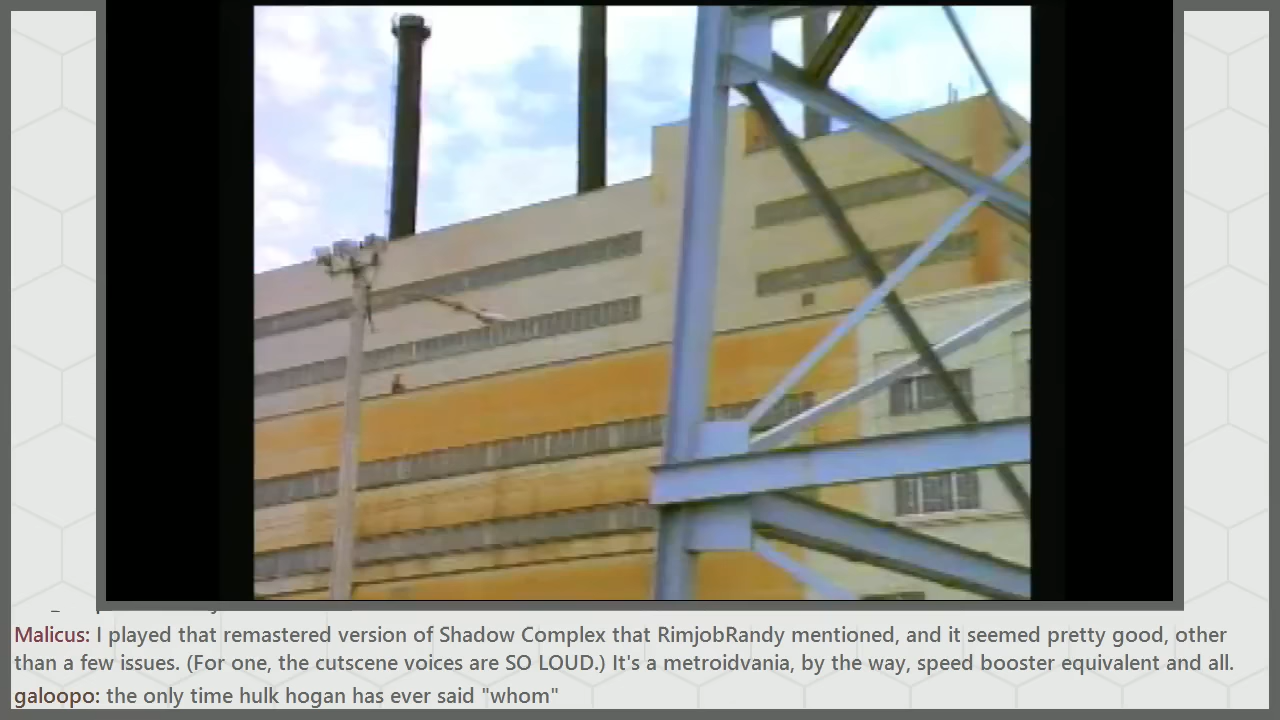 Malicus: I played that remastered version of Shadow Complex that RimjobRandy mentioned, and it seemed pretty good, other
than a few issues. (For one, the cutscene voices are SO LOUD.) It's a metroidvania, by the way, speed booster equivalent and all.
galoopo: the only time hulk hogan has ever said "whom"